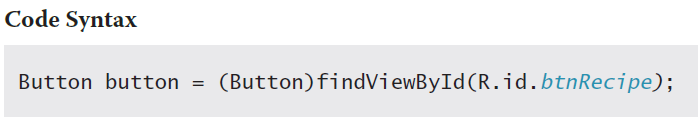 Code Syntax
Button button = (Button)findViewById(R.id.btnRecipe);